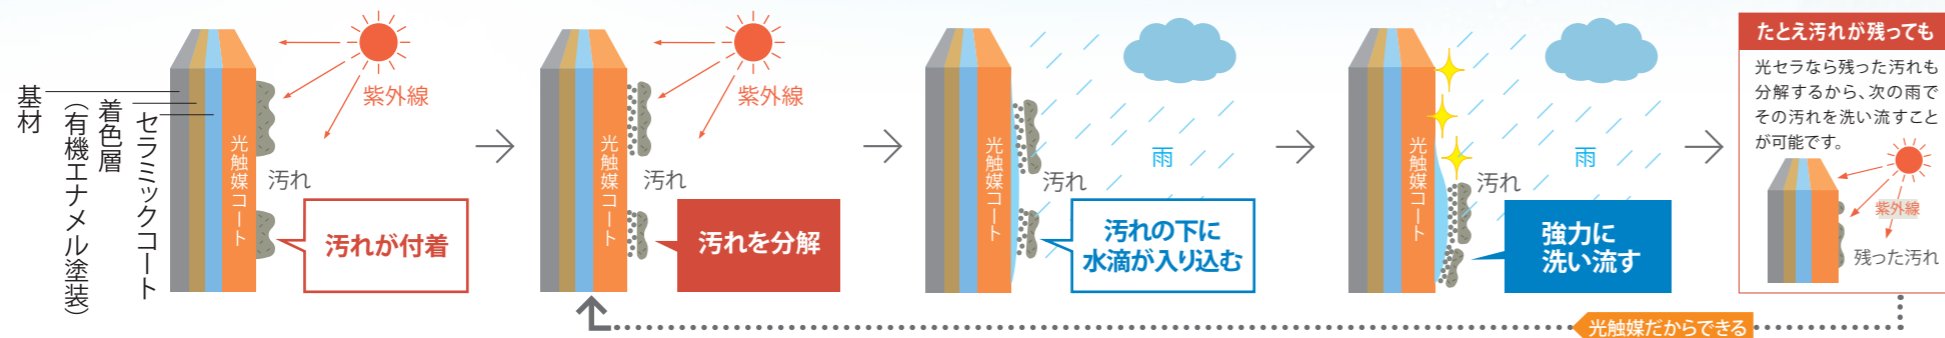 基材
着色層
（有機エナメル塗装）
セラミックコート
光触媒コート
紫外線
汚れ
汚れが付着
光触媒コート
紫外線
汚れ
汚れを分解
光触媒コート
雨
汚れ
汚れの下に
水滴が入り込む
光触媒コート
雨
汚れ
強力に
洗い流す
たとえ汚れが残っても
光セラなら残った汚れも
分解するから、次の雨で
その汚れを洗い流すこと
が可能です。
紫外線
残った汚れ
光触媒だからできる